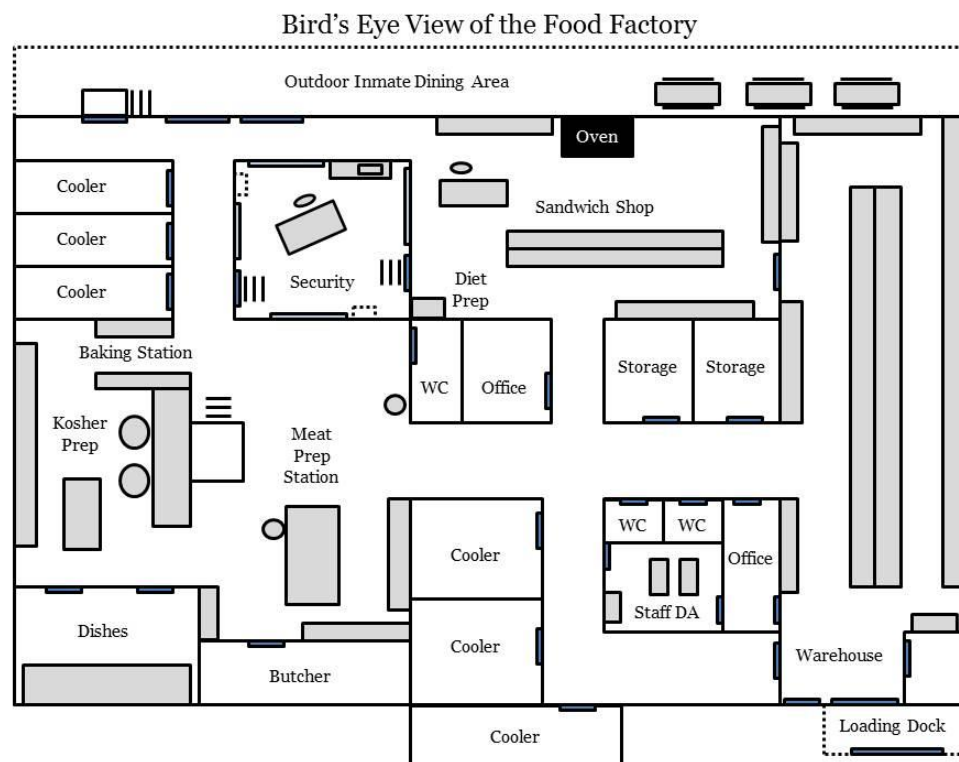 Bird's Eye View of the Food Factory
Outdoor Inmate Dining Area
Oven
Cooler
Sandwich Shop
Cooler
Security
Diet
Prep
Cooler
Baking Station
WC
Office
Storage
Storage
Kosher
Prep
Meat
Prep
Station
WC
WC
Cooler
Office
Staff DA
Dishes
Cooler
Warehouse
Butcher
Loading Dock
Cooler